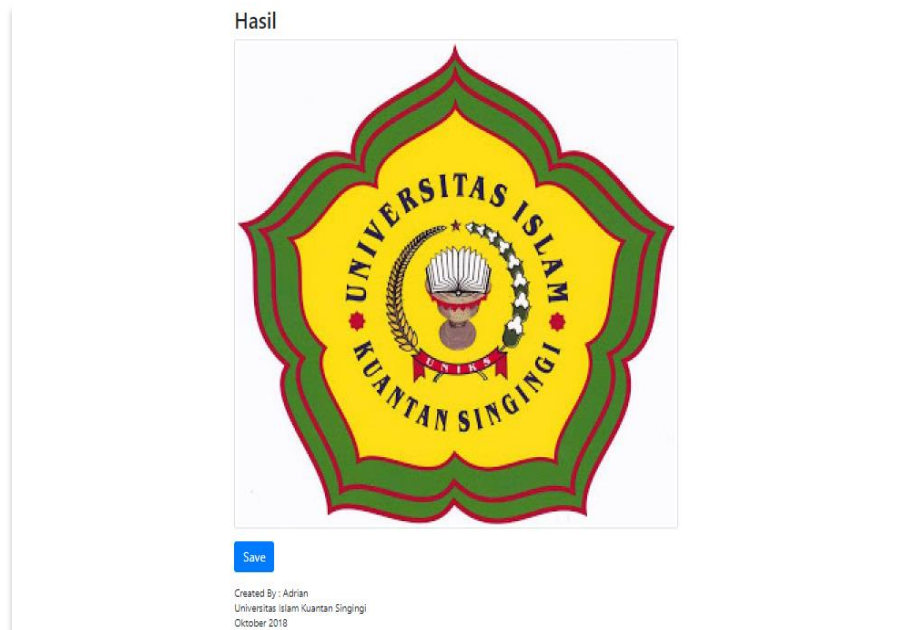 Hasil
UNIVERSITAS ISLAM
KUANTAN SINGINGI
UNIKS
Save
Created By : Adrian
Universitas Islam Kuantan Singingi
Oktober 2018